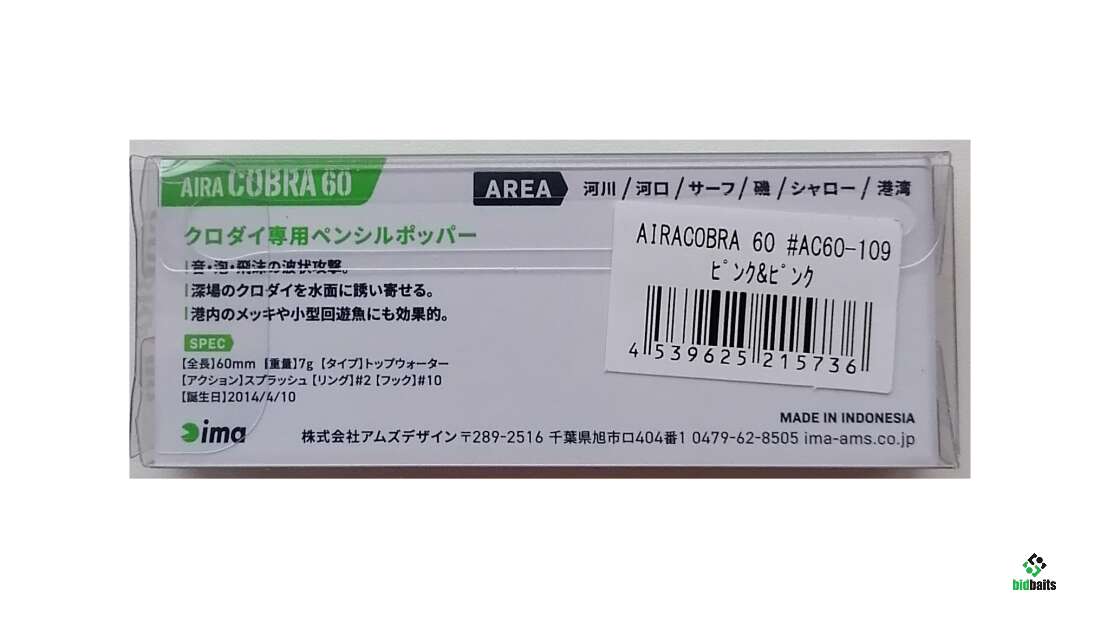 AIRA COBRA 60
AREA 河川/河口/サーフ/磯/シャロー/港湾
クロダイ専用ペンシルポッパー
音・泡・飛沫の波状攻撃。
深場のクロダイを水面に誘い寄せる。
港内のメッキや小型回遊魚にも効果的。
SPEC
【全長】60mm 【重量】7g 【タイプ】トップウォーター
【アクション】スプラッシュ 【リング】#2 【フック】#10
【誕生日】2014/4/10
AIRACOBRA 60 #AC60-109
ピンク&ピンク
4 539625 215736
MADE IN INDONESIA
ima
株式会社アムズデザイン 〒289-2516 千葉県旭市ロ404番1 0479-62-8505 ima-ams.co.jp
bidbaits